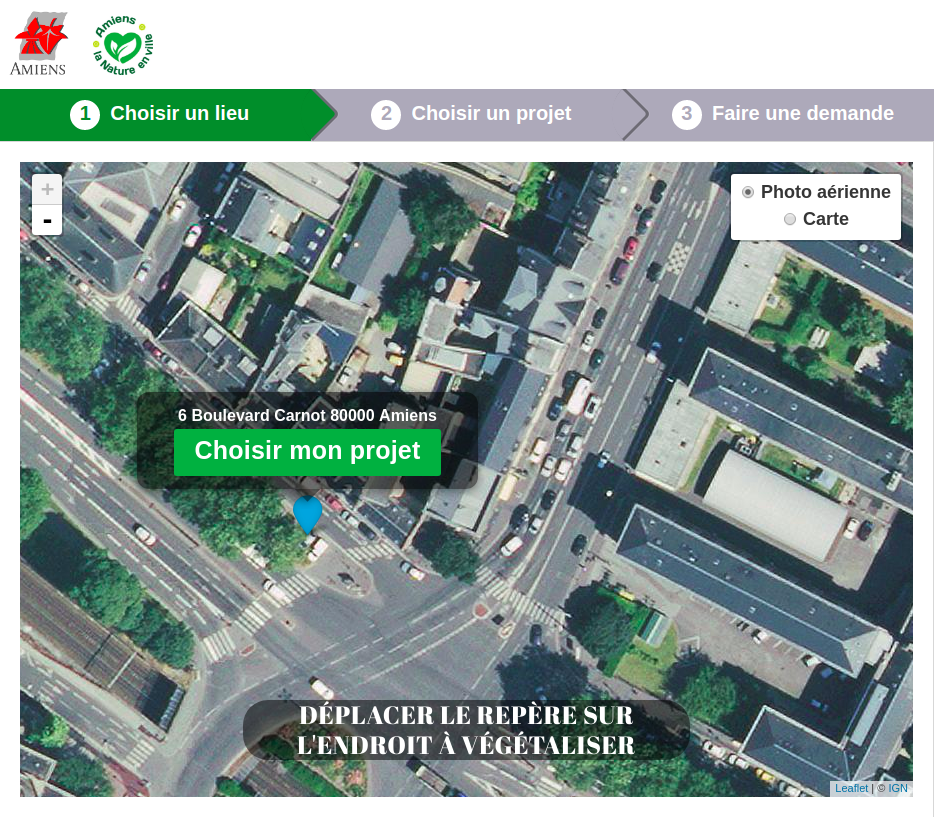 AMIENS
Amiens
la Nature en ville
1 Choisir un lieu
2 Choisir un projet
3 Faire une demande
+
-
Photo aérienne
Carte
6 Boulevard Carnot 80000 Amiens
Choisir mon projet
DÉPLACER LE REPÈRE SUR
L'ENDROIT À VÉGÉTALISER
Leaflet | © IGN